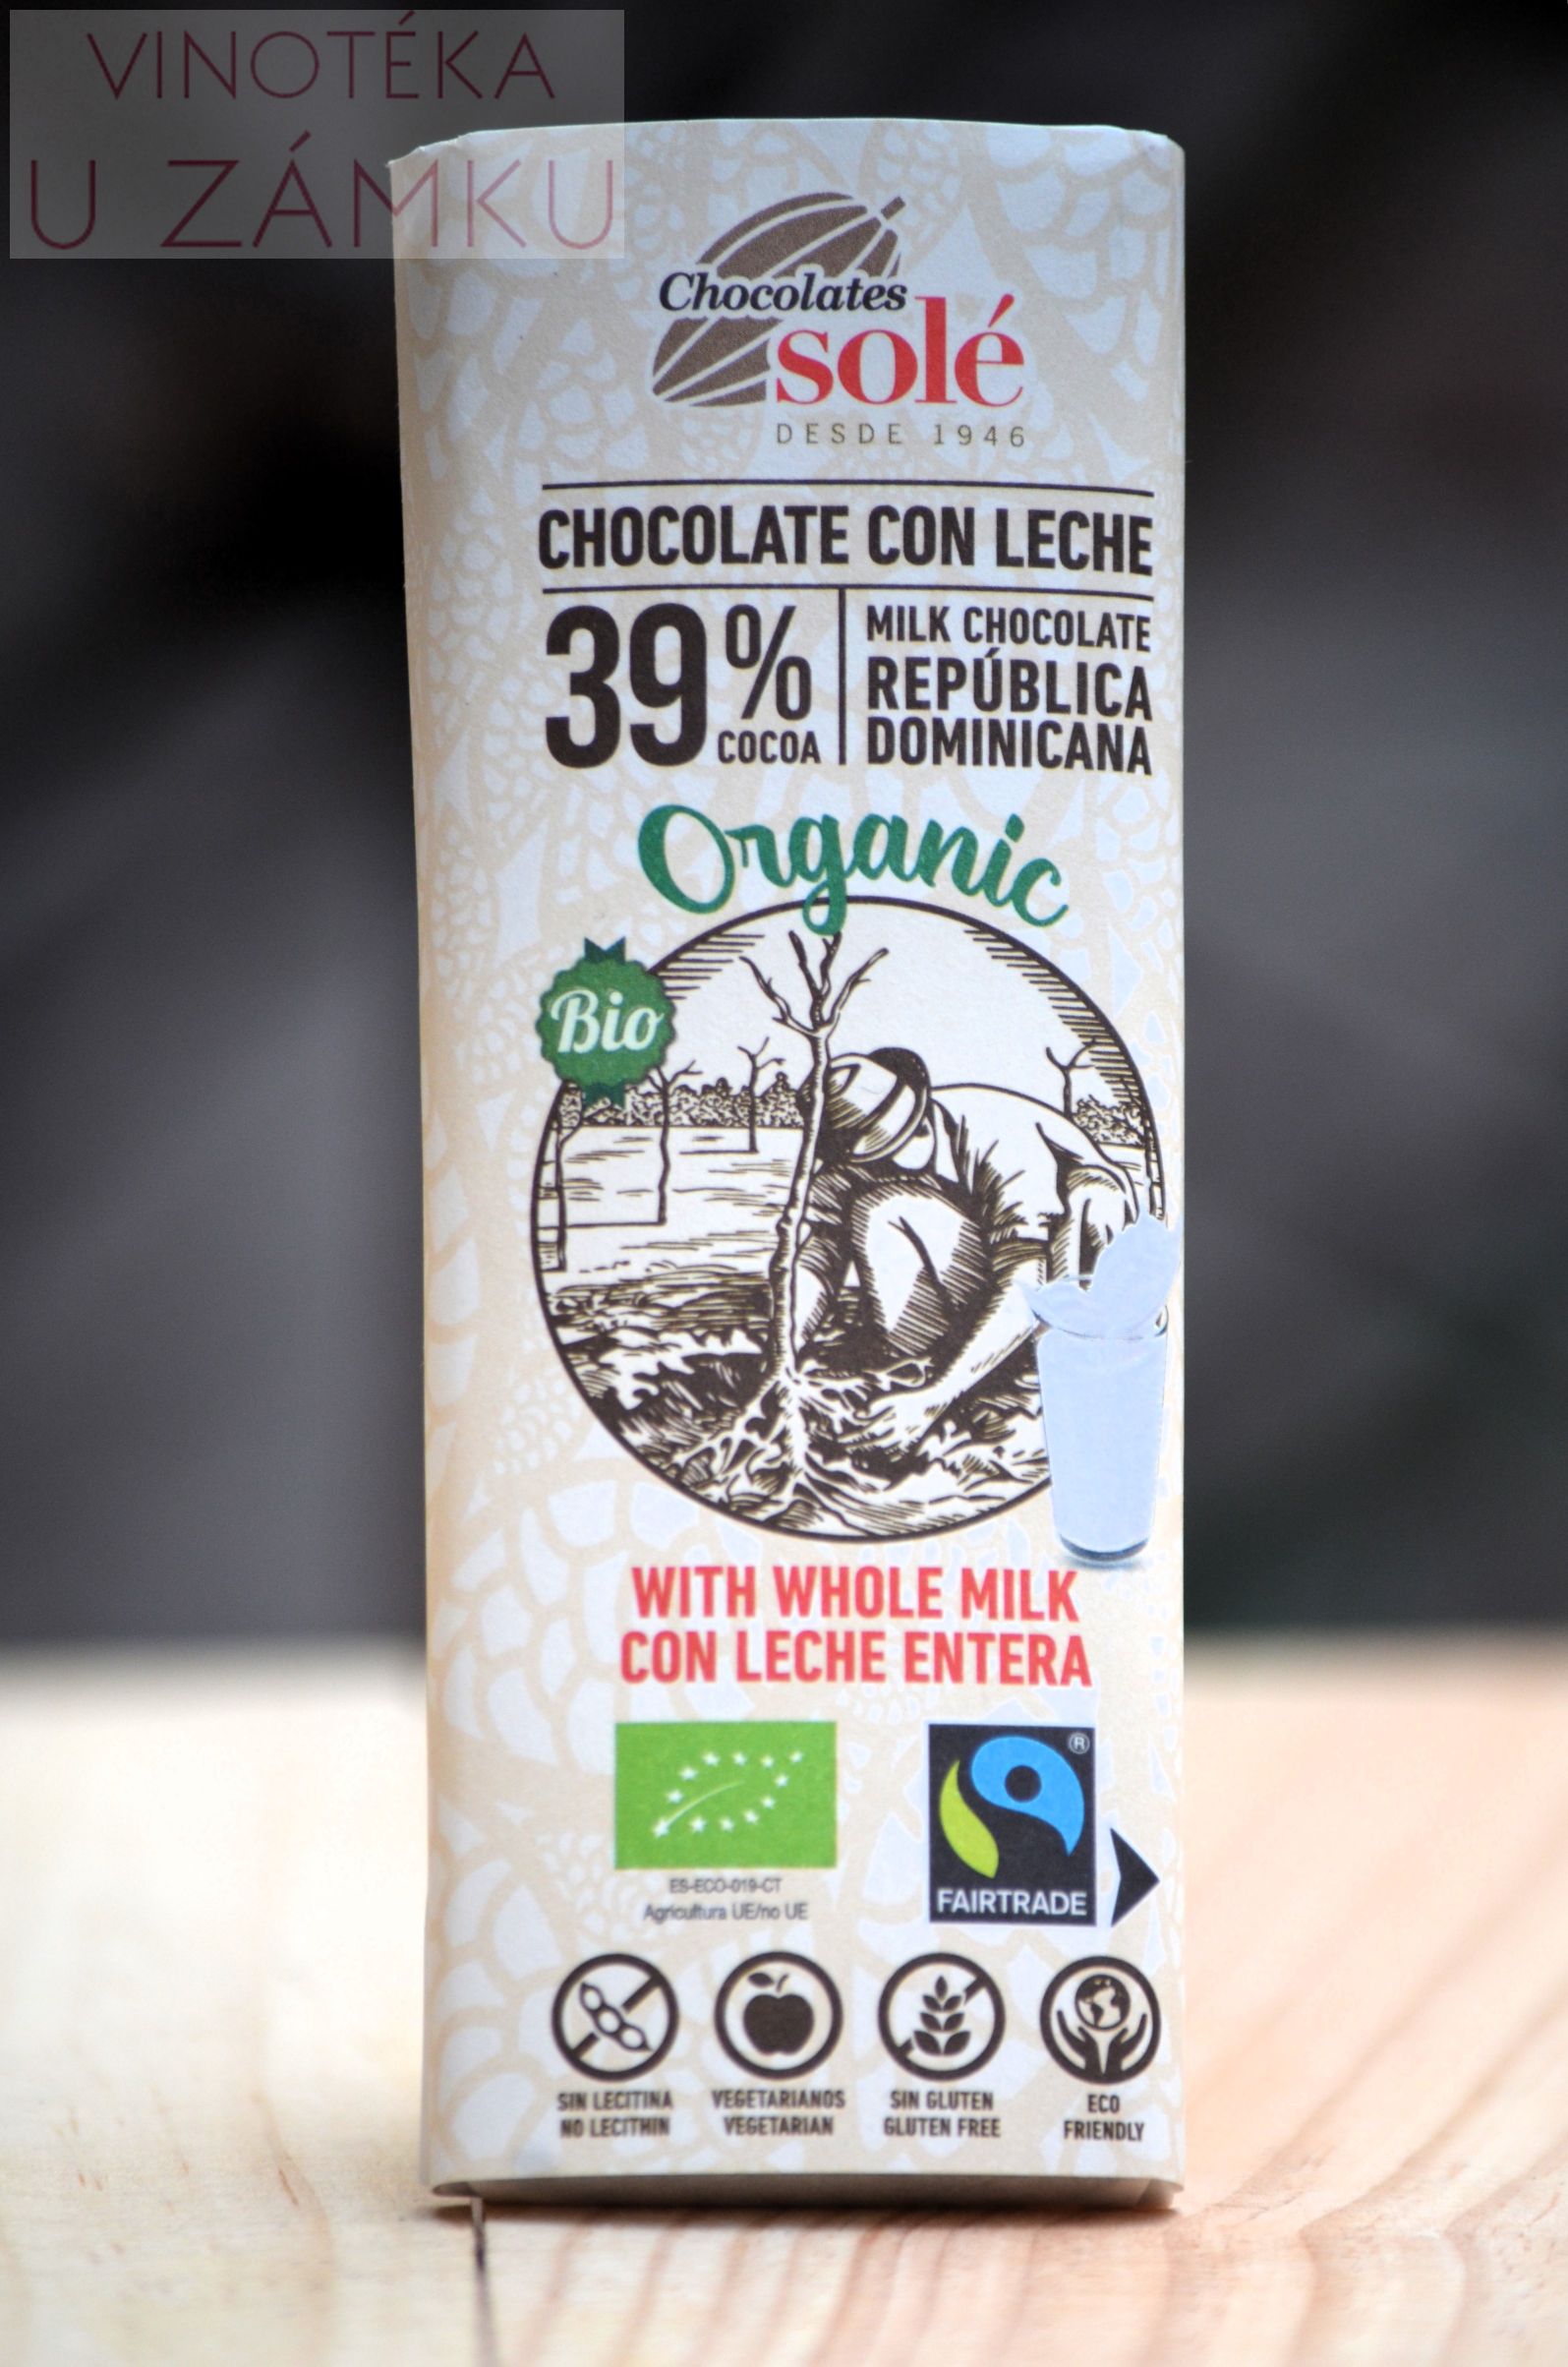 VINOTÉKA
U ZÁMKU
Chocolates
solé
DESDE 1946
CHOCOLATE CON LECHE
39%
COCOA
MILK CHOCOLATE
REPÚBLICA
DOMINICANA
Organic
Bio
WITH WHOLE MILK
CON LECHE ENTERA
ES-ECO-019-CT
Agricultura UE/no UE
®
FAIRTRADE
SIN LECITINA
NO LECITHIN
VEGETARIANOS
VEGETARIAN
SIN GLUTEN
GLUTEN FREE
ECO
FRIENDLY